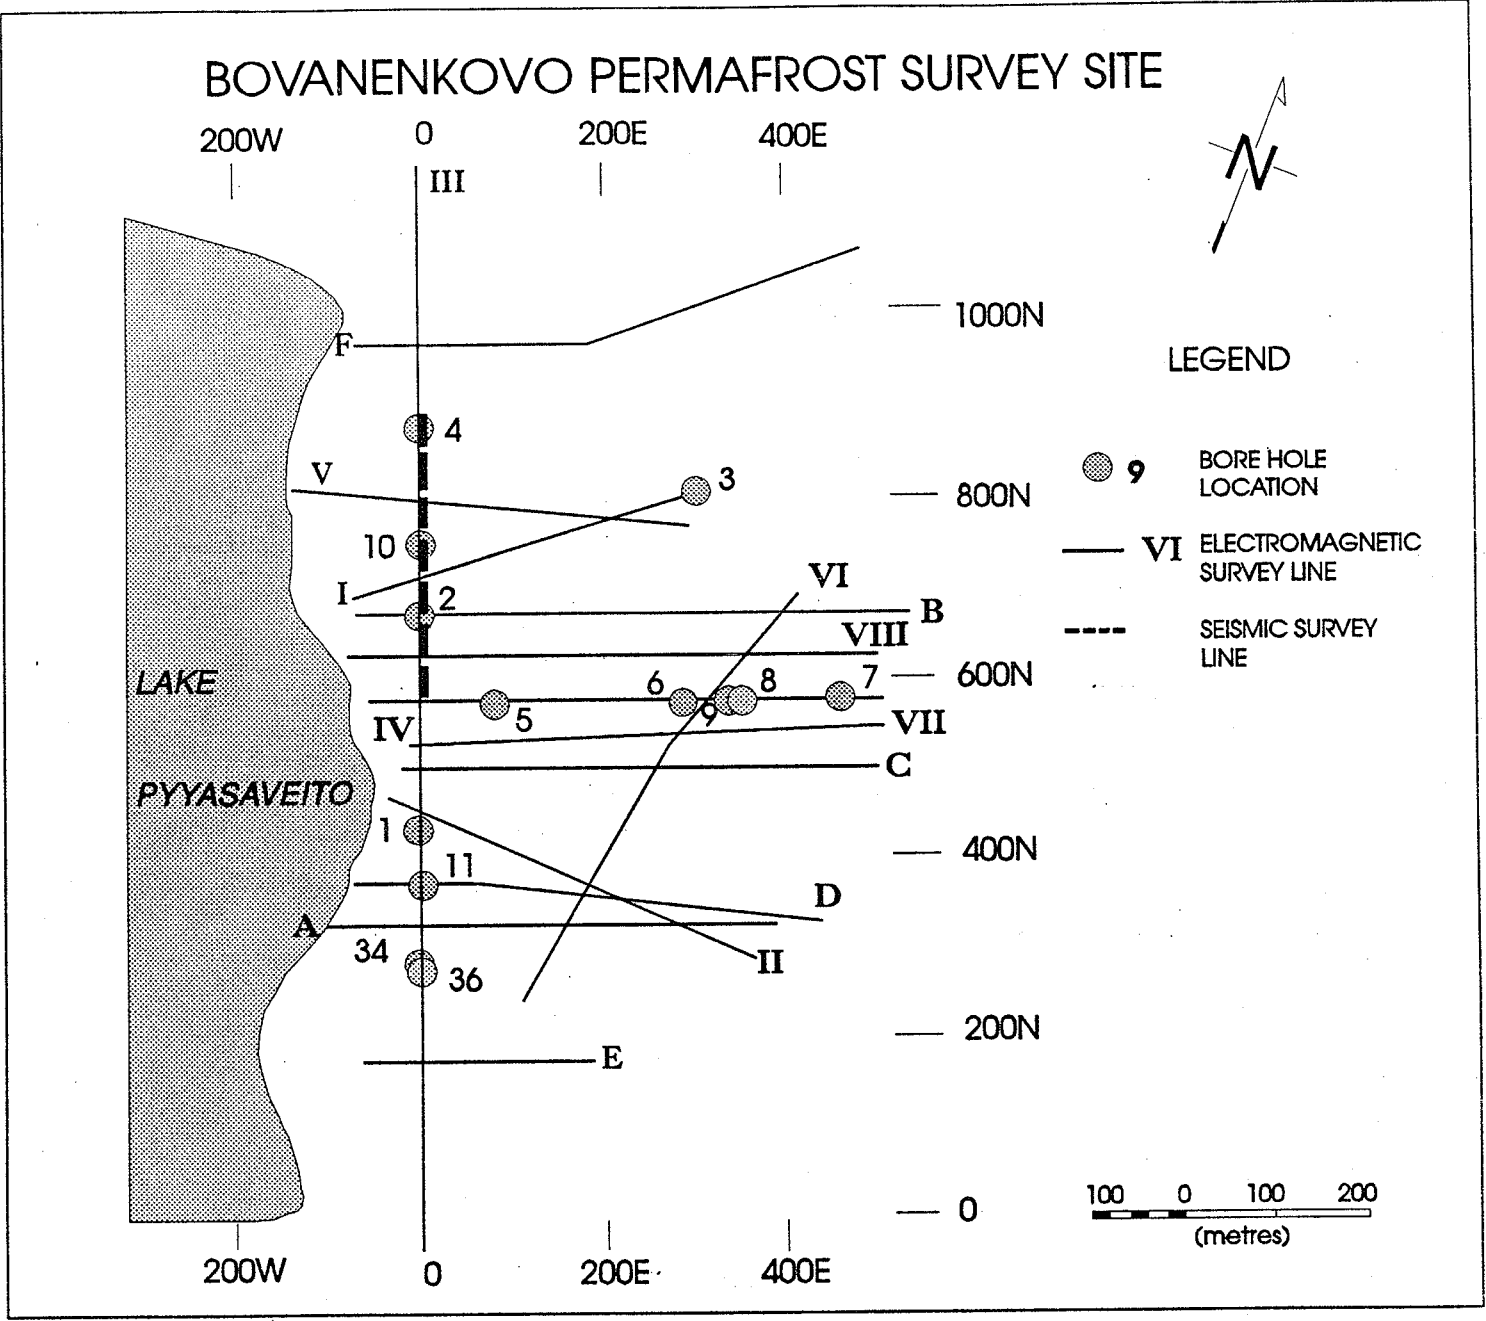 BOVANENKOVO PERMAFROST SURVEY SITE
200W 0 200E 400E
III
N
1000N
F
LEGEND
4
V
3
9 BORE HOLE
LOCATION
800N
10
VI ELECTROMAGNETIC
SURVEY LINE
I
2
VI
B
VIII
SEISMIC SURVEY
LINE
LAKE
6 8 7
600N
5 9
IV
VII
C
PYYASAVEITO
1
400N
11
D
A
34
II
36
200N
E
0
100 0 100 200
(metres)
200W 0 200E 400E